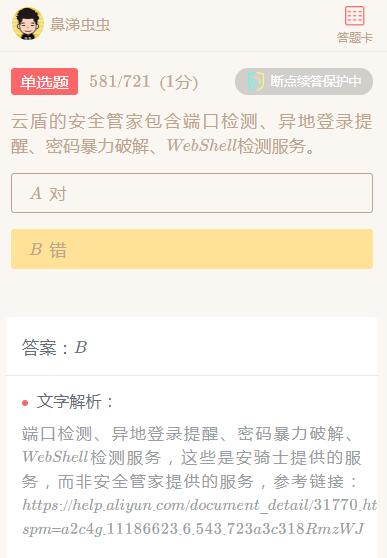 鼻涕虫虫
答题卡
单选题 581/721 (1分) 断点续答保护中
云盾的安全管家包含端口检测、异地登录提
醒、密码暴力破解、WebShell检测服务。
A 对
B 错
答案：B
文字解析：
端口检测、异地登录提醒、密码暴力破解、
WebShell检测服务，这些是安骑士提供的服
务，而非安全管家提供的服务，参考链接：
https://help.aliyun.com/document_detail/31770.ht
spm=a2c4g.11186623.6.543.723a3c318RmzWJ